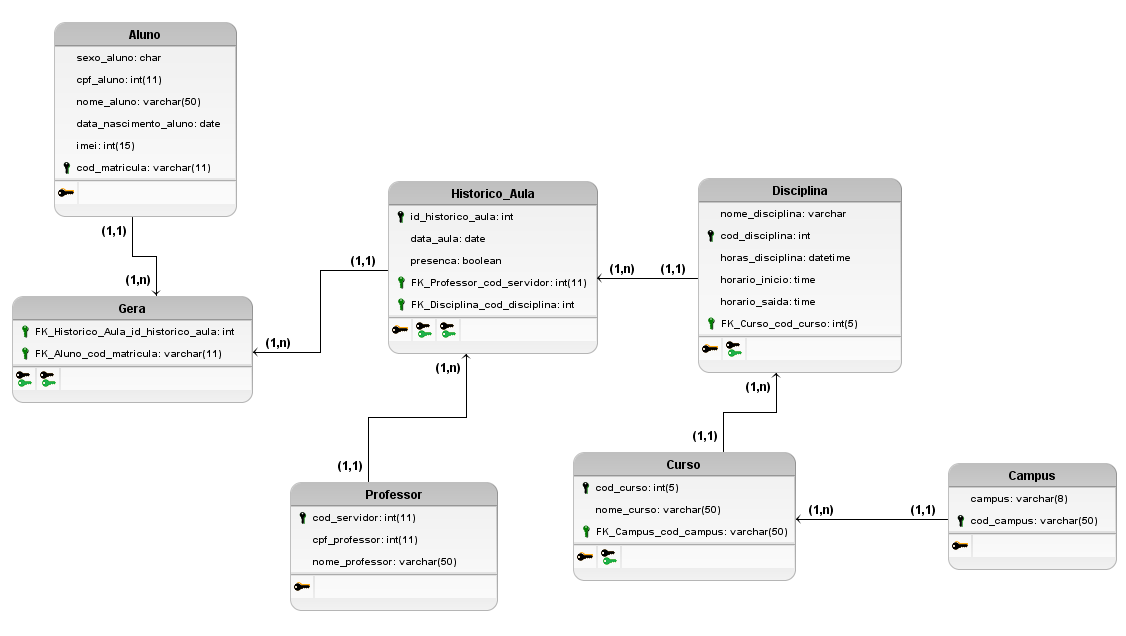 Aluno
sexo_aluno: char
cpf_aluno: int(11)
nome_aluno: varchar(50)
data_nascimento_aluno: date
imei: int(15)
cod_matricula: varchar(11)
(1,1)
(1,n)
Gera
FK_Historico_Aula_id_historico_aula: int
FK_Aluno_cod_matricula: varchar(11)
(1,n)
(1,1)
Historico_Aula
id_historico_aula: int
data_aula: date
presenca: boolean
FK_Professor_cod_servidor: int(11)
FK_Disciplina_cod_disciplina: int
(1,n)
(1,1)
Disciplina
nome_disciplina: varchar
cod_disciplina: int
horas_disciplina: datetime
horario_inicio: time
horario_saida: time
FK_Curso_cod_curso: int(5)
(1,n)
(1,1)
Professor
cod_servidor: int(11)
cpf_professor: int(11)
nome_professor: varchar(50)
(1,n)
(1,1)
Curso
cod_curso: int(5)
nome_curso: varchar(50)
FK_Campus_cod_campus: varchar(50)
(1,n)
(1,1)
Campus
campus: varchar(8)
cod_campus: varchar(50)